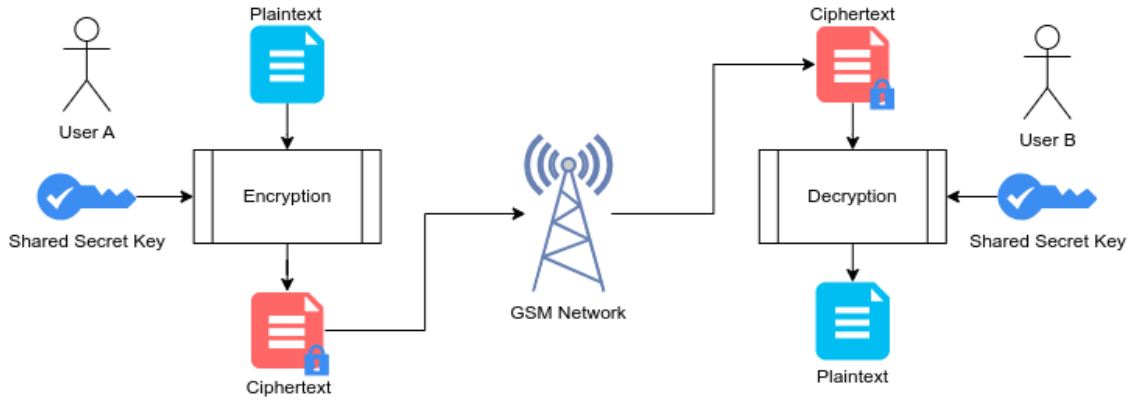 Plaintext
Ciphertext
User A
User B
Encryption
Decryption
Shared Secret Key
Shared Secret Key
GSM Network
Ciphertext
Plaintext